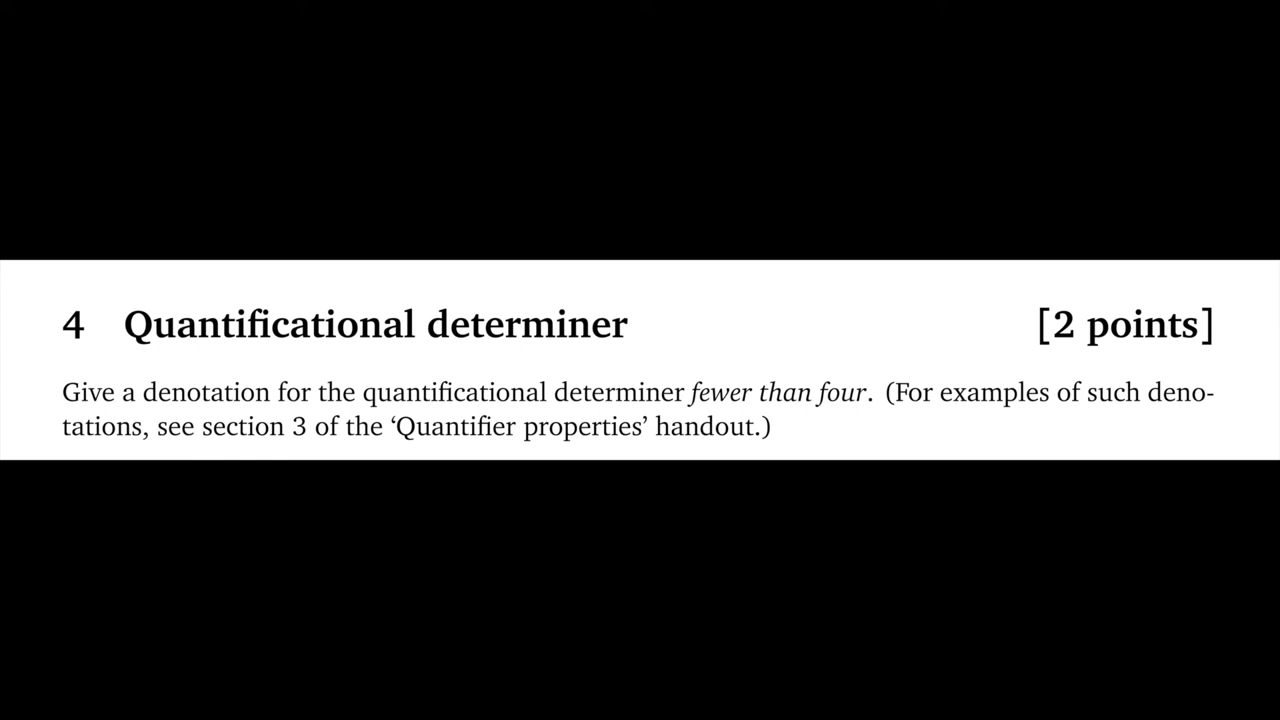 4 Quantificational determiner [2 points]
Give a denotation for the quantificational determiner fewer than four. (For examples of such deno-
tations, see section 3 of the ‘Quantifier properties’ handout.)